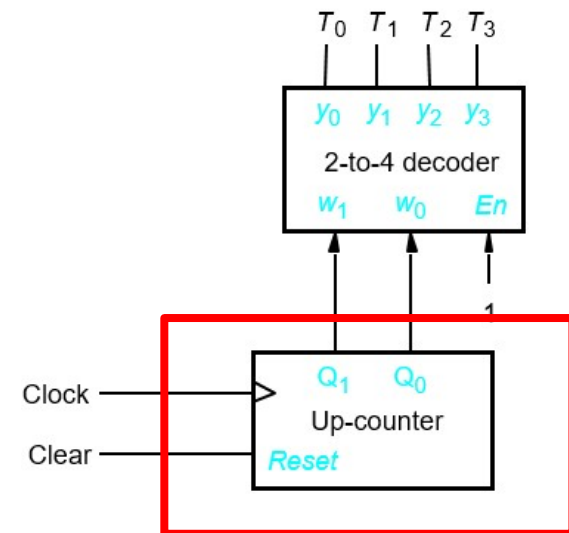 T0 T1 T2 T3
y0 y1 y2 y3
2-to-4 decoder
w1 w0 En
1
Q1 Q0
Clock
Up-counter
Clear
Reset